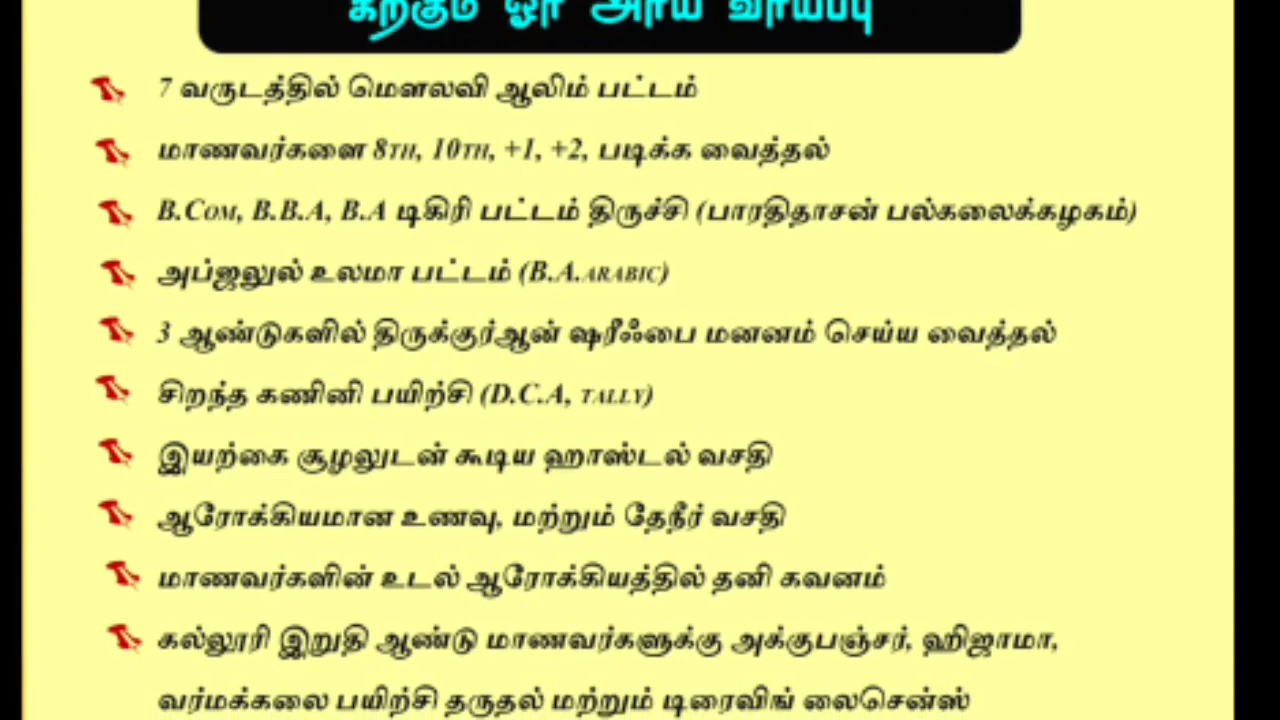 கற்கும் ஓர் அரிய வாய்ப்பு
7 வருடத்தில் மௌலவி ஆலிம் பட்டம்
மாணவர்களை 8TH, 10TH, +1, +2, படிக்க வைத்தல்
B.COM, B.B.A, B.A டிகிரி பட்டம் திருச்சி (பாரதிதாசன் பல்கலைக்கழகம்)
அப்ஜலுல் உலமா பட்டம் (B.A.ARABIC)
3 ஆண்டுகளில் திருக்குர்ஆன் ஷரீஃபை மனனம் செய்ய வைத்தல்
சிறந்த கணினி பயிற்சி (D.C.A, TALLY)
இயற்கை சூழலுடன் கூடிய ஹாஸ்டல் வசதி
ஆரோக்கியமான உணவு, மற்றும் தேநீர் வசதி
மாணவர்களின் உடல் ஆரோக்கியத்தில் தனி கவனம்
கல்லூரி இறுதி ஆண்டு மாணவர்களுக்கு அக்குபஞ்சர், ஹிஜாமா,
வர்மக்கலை பயிற்சி தருதல் மற்றும் டிரைவிங் லைசென்ஸ்